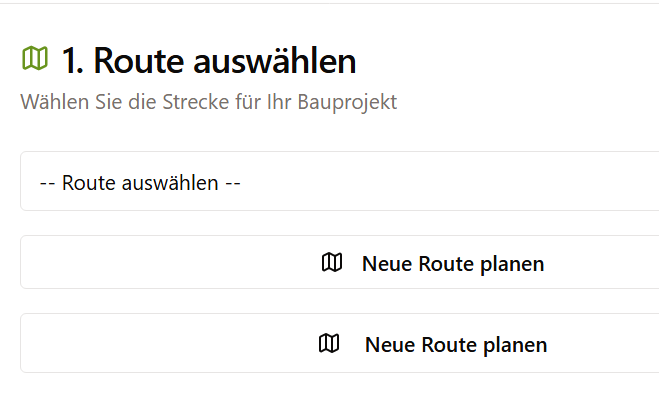 1. Route auswählen
Wählen Sie die Strecke für Ihr Bauprojekt
-- Route auswählen --
Neue Route planen
Neue Route planen